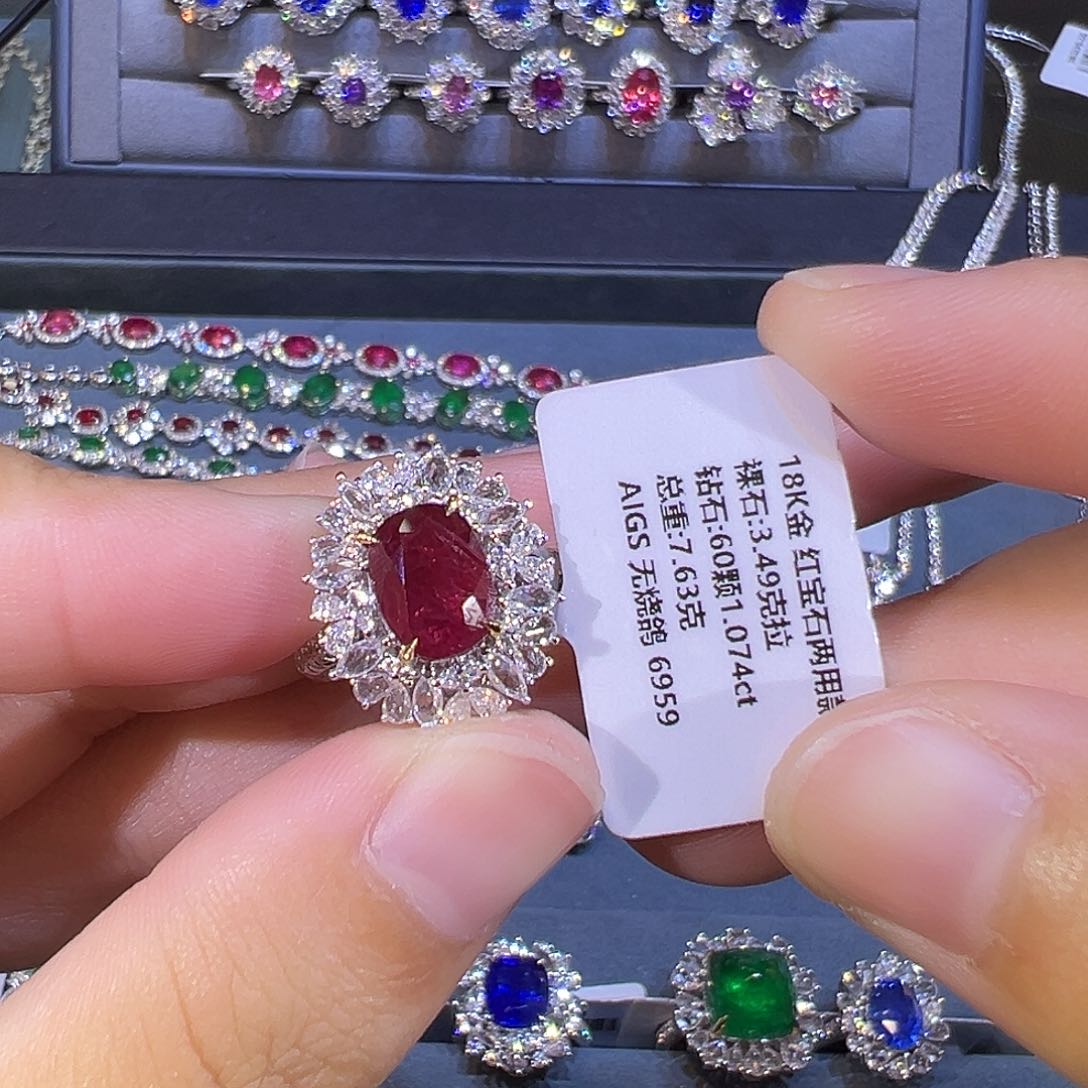 18K金 红宝石两用款
裸石:3.49克拉
钻石:60颗1.074ct
总重:7.63克
AIGS 无烧鸽 6959